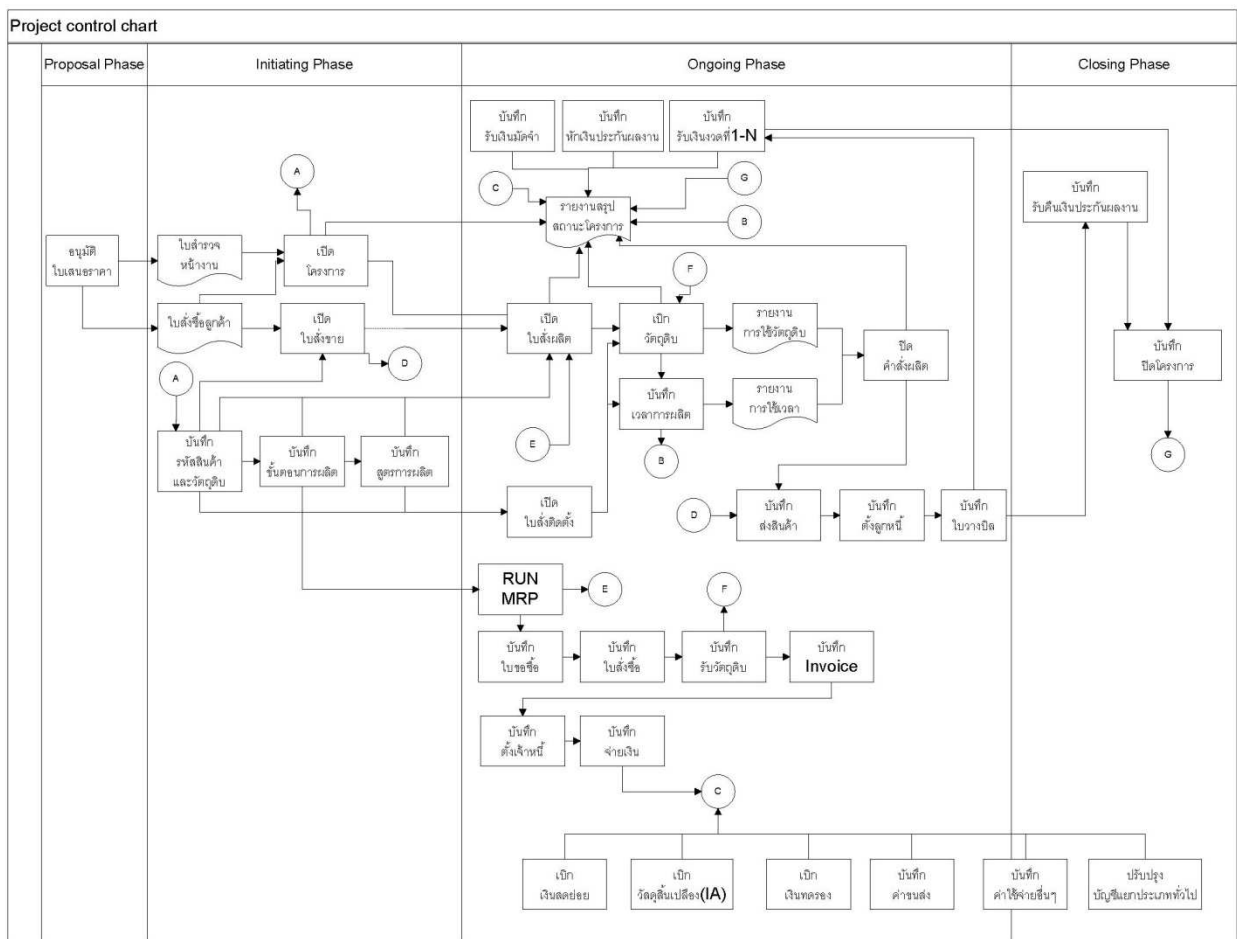 Project control chart
Proposal Phase
Initiating Phase
Ongoing Phase
Closing Phase
บันทึก
รับเงินมัดจำ
บันทึก
หักเงินประกันผลงาน
บันทึก
รับเงินงวดที่1-N
A
C
G
B
รายงานสรุป
สถานะโครงการ
บันทึก
รับคืนเงินประกันผลงาน
อนุมัติ
ใบเสนอราคา
ใบสำรวจ
หน้างาน
เปิด
โครงการ
F
ใบสั่งซื้อลูกค้า
เปิด
ใบสั่งขาย
เปิด
ใบสั่งผลิต
เบิก
วัตถุดิบ
รายงาน
การใช้วัตถุดิบ
ปิด
คำสั่งผลิต
บันทึก
ปิดโครงการ
A
D
บันทึก
เวลาการผลิต
รายงาน
การใช้เวลา
E
B
G
บันทึก
รหัสสินค้า
และวัตถุดิบ
บันทึก
ขั้นตอนการผลิต
บันทึก
สูตรการผลิต
เปิด
ใบสั่งติดตั้ง
D
บันทึก
ส่งสินค้า
บันทึก
ตั้งลูกหนี้
บันทึก
ใบวางบิล
RUN
MRP
E
F
บันทึก
ใบขอซื้อ
บันทึก
ใบสั่งซื้อ
บันทึก
รับวัตถุดิบ
บันทึก
Invoice
บันทึก
ตั้งเจ้าหนี้
บันทึก
จ่ายเงิน
C
เบิก
เงินสดย่อย
เบิก
วัสดุสิ้นเปลือง(IA)
เบิก
เงินทดรอง
บันทึก
ค่าขนส่ง
บันทึก
ค่าใช้จ่ายอื่นๆ
ปรับปรุง
บัญชีแยกประเภททั่วไป